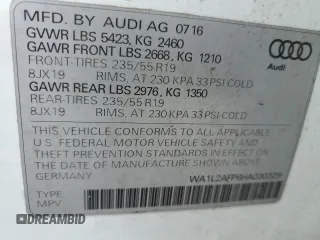 MFD. BY AUDI AG 0716
GVWR LBS 5423, KG 2460
GAWR FRONT LBS 2668, KG 1210
FRONT-TIRES 235/55 R19
8JX19 RIMS, AT 230 KPA 33 PSI COLD
GAWR REAR LBS 2976, KG 1350
REAR-TIRES 235/55 R19
8JX19 RIMS, AT 230 KPA 33 PSI COLD
Audi
THIS VEHICLE CONFORMS TO ALL APPLICABLE
U.S. FEDERAL MOTOR VEHICLE SAFETY AND
THEFT PREVENTION STANDARDS IN EFFECT ON
THE DATE OF MANUFACTURE SHOWN ABOVE.
GERMANY
DREAMBID.COM